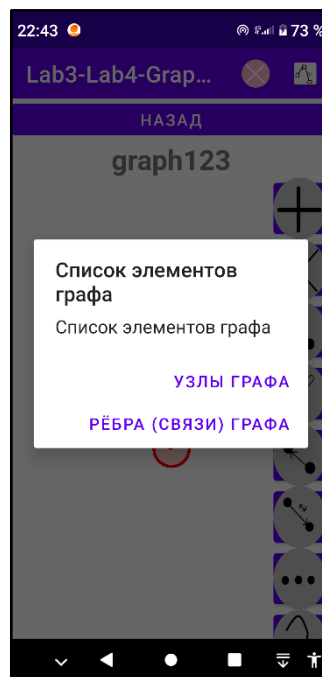 22:43 73 %
Lab3-Lab4-Grap...
НАЗАД
graph123
Список элементов
графа
Список элементов графа
УЗЛЫ ГРАФА
РЁБРА (СВЯЗИ) ГРАФА